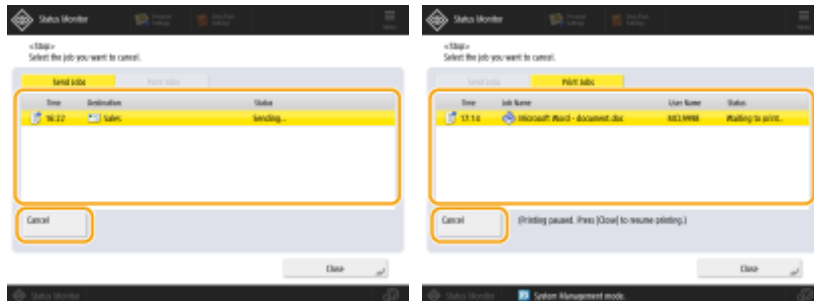 Status Monitor
<Stop>
Select the job you want to cancel.
Send Jobs
Print Jobs
Time Destination Status
16:22 Sales Sending...
Cancel
Close
Status Monitor
Status Monitor
<Stop>
Select the job you want to cancel.
Send Jobs
Print Jobs
Time Job Name User Name Status
17:14 Microsoft Word - document.doc Waiting to print..
Cancel
(Printing paused. Press [Close] to resume printing.)
Close
Status Monitor
System Management mode.